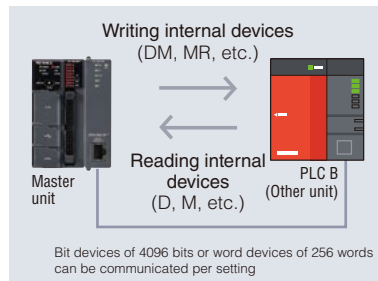 Writing internal devices
(DM, MR, etc.)
Reading internal
devices
(D, M, etc.)
Master
unit
PLC B
(Other unit)
Bit devices of 4096 bits or word devices of 256 words
can be communicated per setting